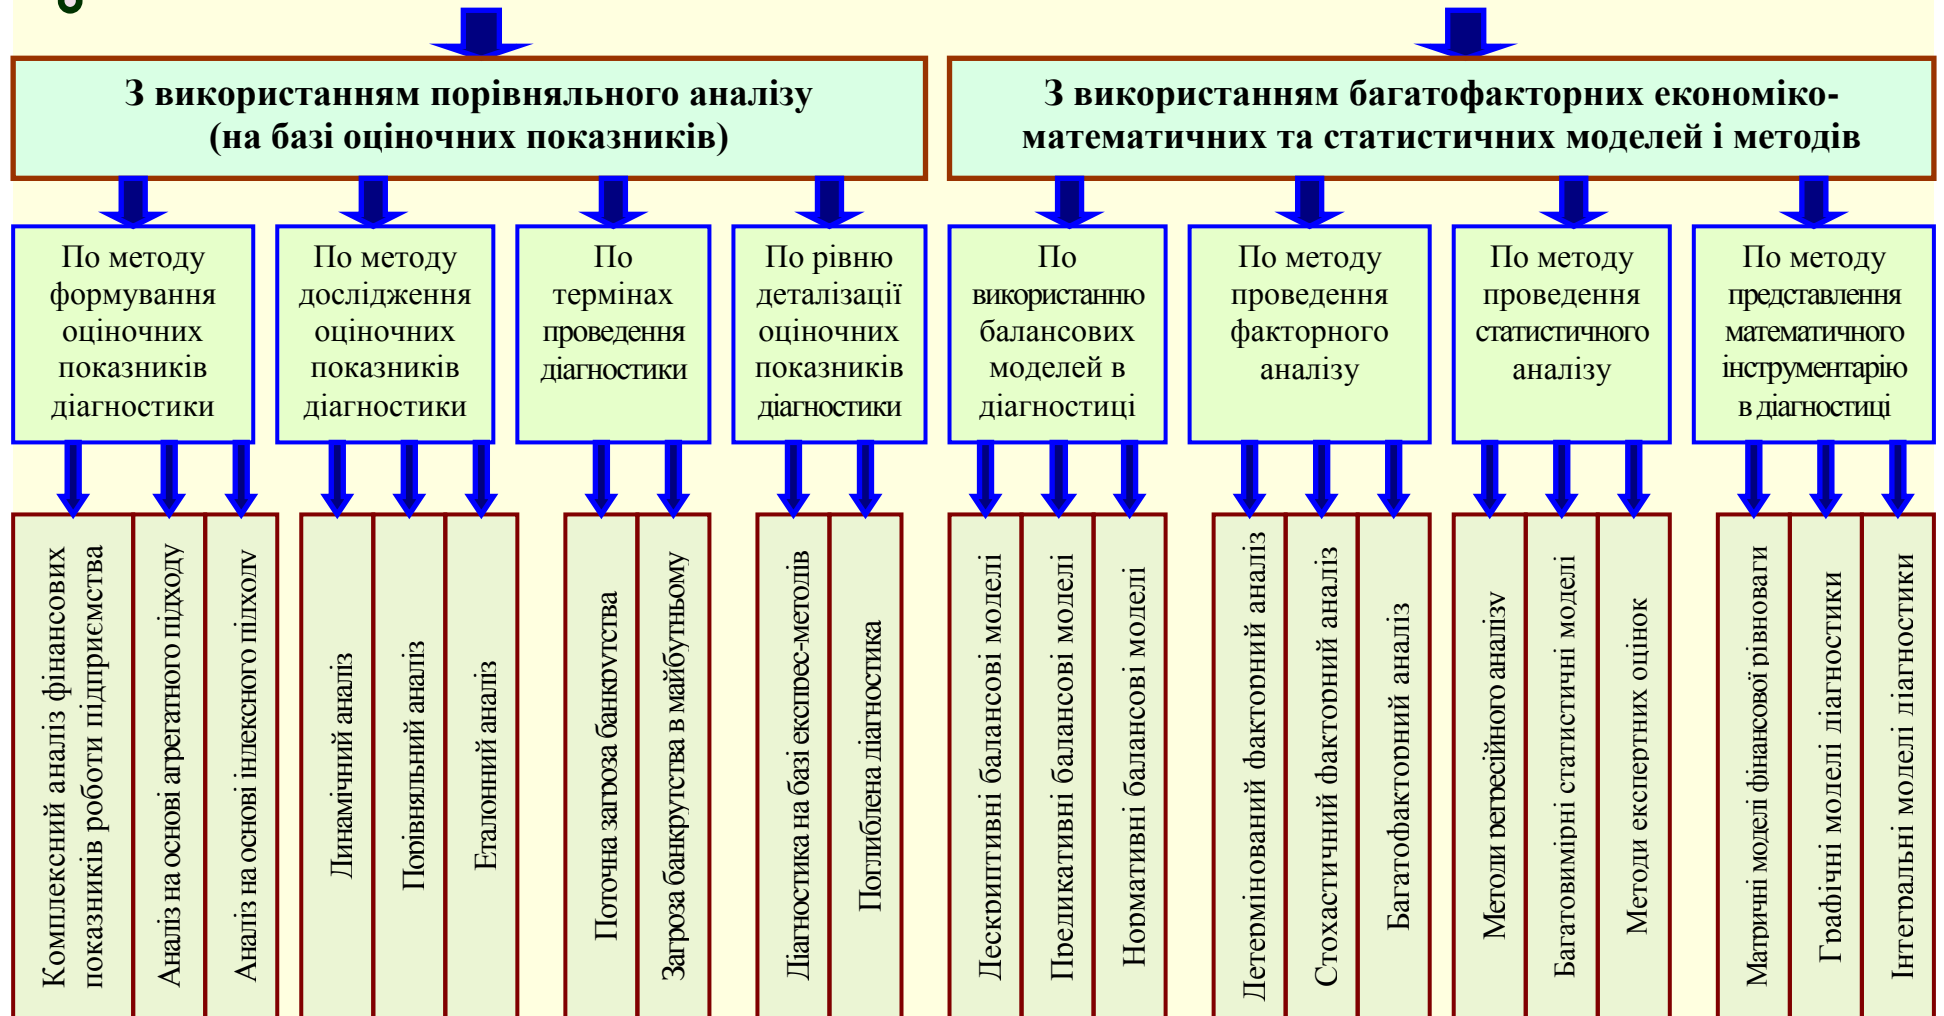 З використанням порівняльного аналізу
(на базі оціночних показників)
З використанням багатофакторних економіко-
математичних та статистичних моделей і методів
По методу
формування
оціночних
показників
діагностики
По методу
дослідження
оціночних
показників
діагностики
По
термінах
проведення
діагностики
По рівню
деталізації
оціночних
показників
діагностики
По
використанню
балансових
моделей в
діагностиці
По методу
проведення
факторного
аналізу
По методу
проведення
статистичного
аналізу
По методу
представлення
математичного
інструментарію
в діагностиці
Комплексний аналіз фінансових
показників роботи підприємства
Аналіз на основі агрегатного підходу
Аналіз на основі індексного підходу
Динамічний аналіз
Порівняльний аналіз
Еталонний аналіз
Поточна загроза банкрутства
Загроза банкрутства в майбутньому
Діагностика на базі експрес-методів
Поглиблена діагностика
Дескриптивні балансові моделі
Предикативні балансові моделі
Нормативні балансові моделі
Детермінований факторний аналіз
Стохастичний факторний аналіз
Багатофакторний аналіз
Методи регресійного аналізу
Багатовимірні статистичні моделі
Методи експертних оцінок
Матричні моделі фінансової рівноваги
Графічні моделі діагностики
Інтегральні моделі діагностики